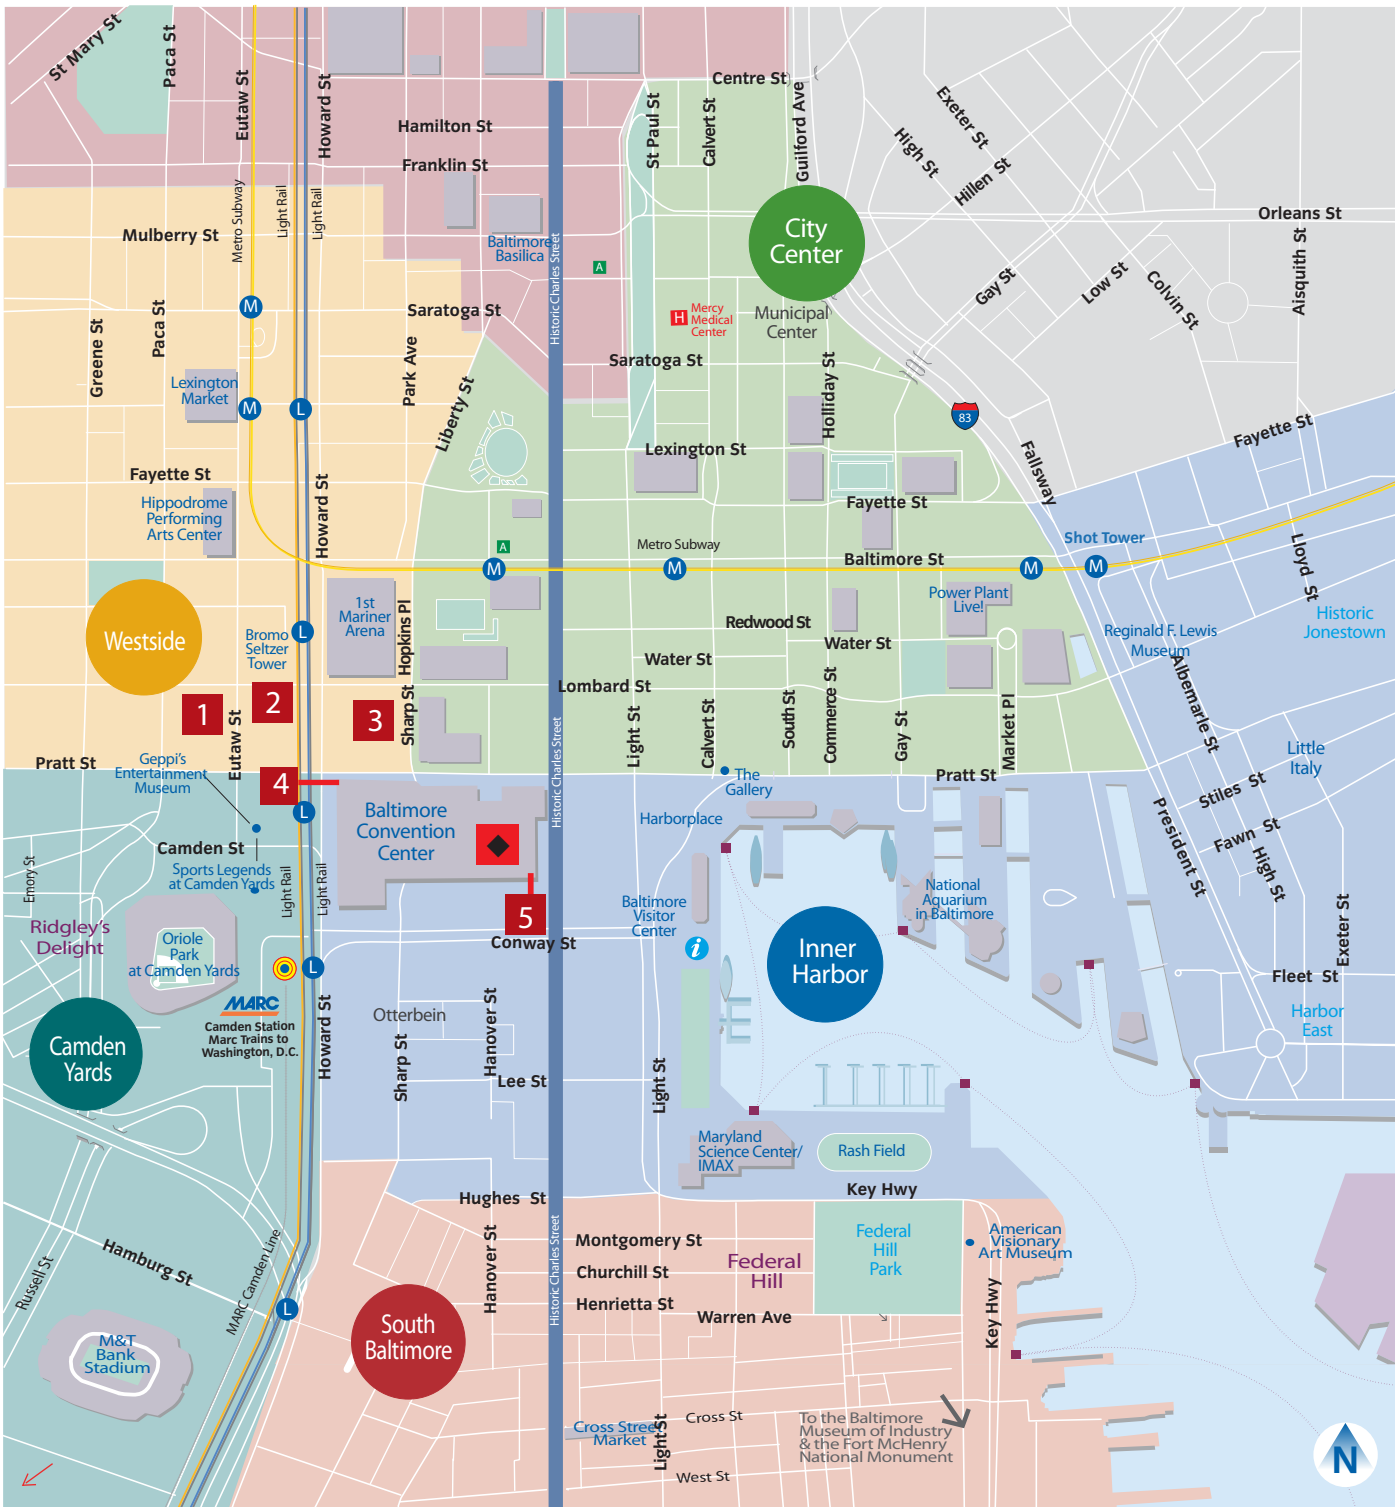 St Mary St
Paca St
Eutaw St
Howard St
Centre St
St Paul St
Calvert St
Guilford Ave
Exeter St
High St
Hillen St
Hamilton St
Franklin St
Metro Subway
Light Rail
Light Rail
Mulberry St
Baltimore
Basilica
Historic Charles Street
A
City
Center
Orleans St
Aisquith St
Gay St
Low St
Colvin St
M
Greene St
Paca St
Saratoga St
Park Ave
H
Mercy
Medical
Center
Municipal
Center
Saratoga St
Holliday St
Liberty St
Lexington
Market
M
L
83
Fallsway
Fayette St
Lexington St
Fayette St
Howard St
Hippodrome
Performing
Arts Center
Fayette St
A
Metro Subway
Baltimore St
Shot Tower
M
M
M
M
Lloyd St
1st
Mariner
Arena
Hopkins Pl
Power Plant
Live!
Historic
Jonestown
Westside
Bromo
Seltzer
Tower
L
Redwood St
Water St
Water St
Reginald F. Lewis
Museum
Albemarle St
Lombard St
1
2
3
Eutaw St
Sharp St
Historic Charles Street
Light St
Calvert St
South St
Commerce St
Gay St
Market Pl
Little
Italy
Pratt St
Geppi's
Entertainment
Museum
4
L
The
Gallery
Pratt St
Stiles St
Fawn St
President St
High St
Exeter St
Baltimore
Convention
Center
Harborplace
Camden St
Emory St
Sports Legends
at Camden Yards
Light Rail
Light Rail
5
Baltimore
Visitor
Center
i
National
Aquarium
in Baltimore
Ridgley's
Delight
Oriole
Park
at Camden Yards
Conway St
Inner
Harbor
Fleet St
L
MARC
Camden Station
Marc Trains to
Washington, D.C.
Howard St
Otterbein
Hanover St
Sharp St
Harbor
East
Camden
Yards
Lee St
Light St
Maryland
Science Center/
IMAX
Rash Field
Key Hwy
Hughes St
Hanover St
Historic Charles Street
Montgomery St
Churchill St
Henrietta St
Federal
Hill
Federal
Hill
Park
Warren Ave
American
Visionary
Art Museum
Key Hwy
Hamburg St
Russell St
MARC Camden Line
L
M&T
Bank
Stadium
South
Baltimore
Cross Street
Market
Light St
Cross St
West St
To the Baltimore
Museum of Industry
& the Fort McHenry
National Monument
N